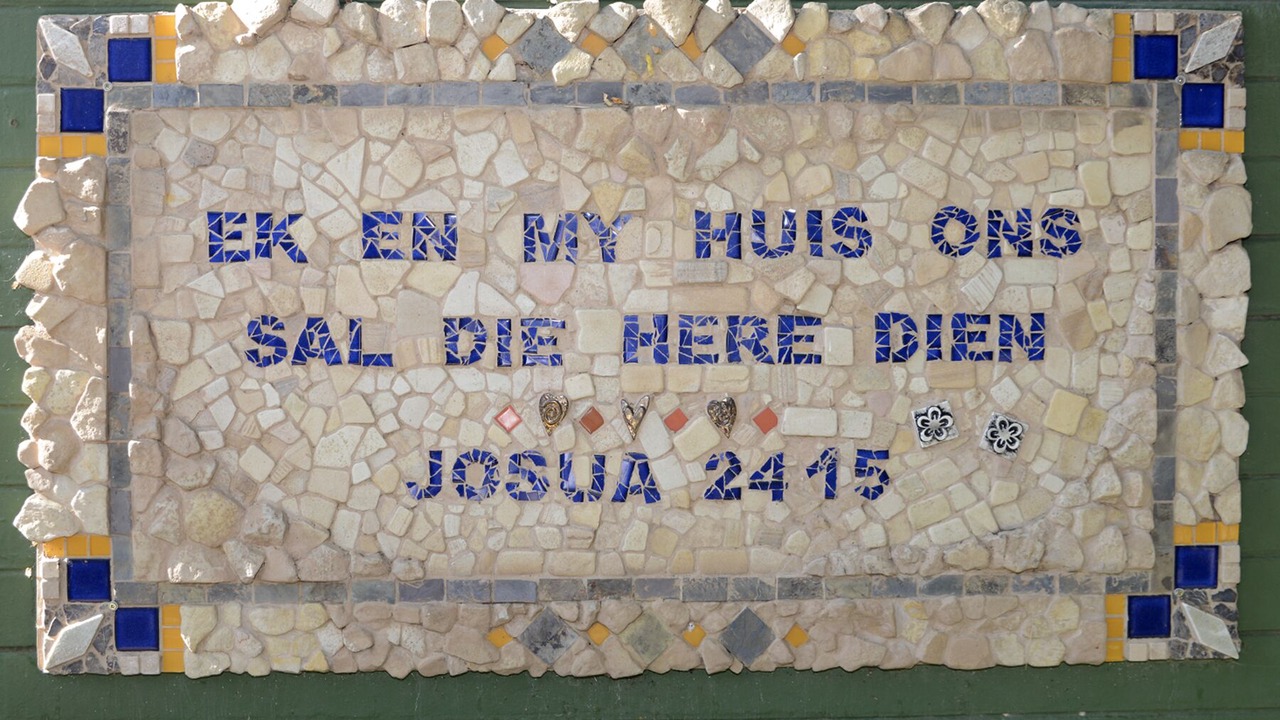 EK EN MY HUIS ONS
SAL DIE HERE DIEN
JOSUA 24 15